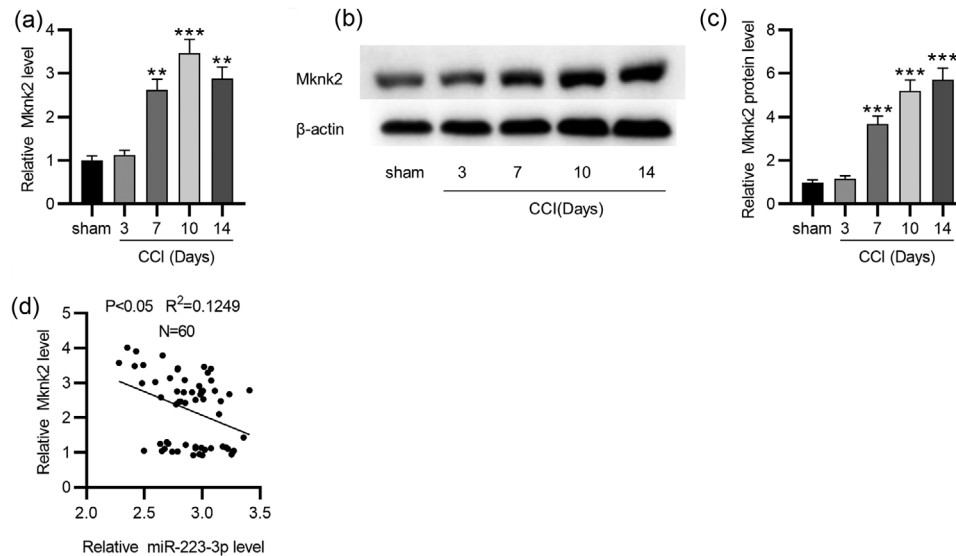 (a)
Relative Mknk2 level
4
3
2
1
0
** *** **
sham 3 7 10 14
CCI (Days)
(b)
Mknk2
β-actin
sham 3 7 10 14
CCI(Days)
(c)
Relative Mknk2 protein level
8
6
4
2
0
*** *** ***
sham 3 7 10 14
CCI (Days)
(d)
P<0.05 R²=0.1249
N=60
Relative Mknk2 level
5
4
3
2
1
0
2.0 2.5 3.0 3.5
Relative miR-223-3p level